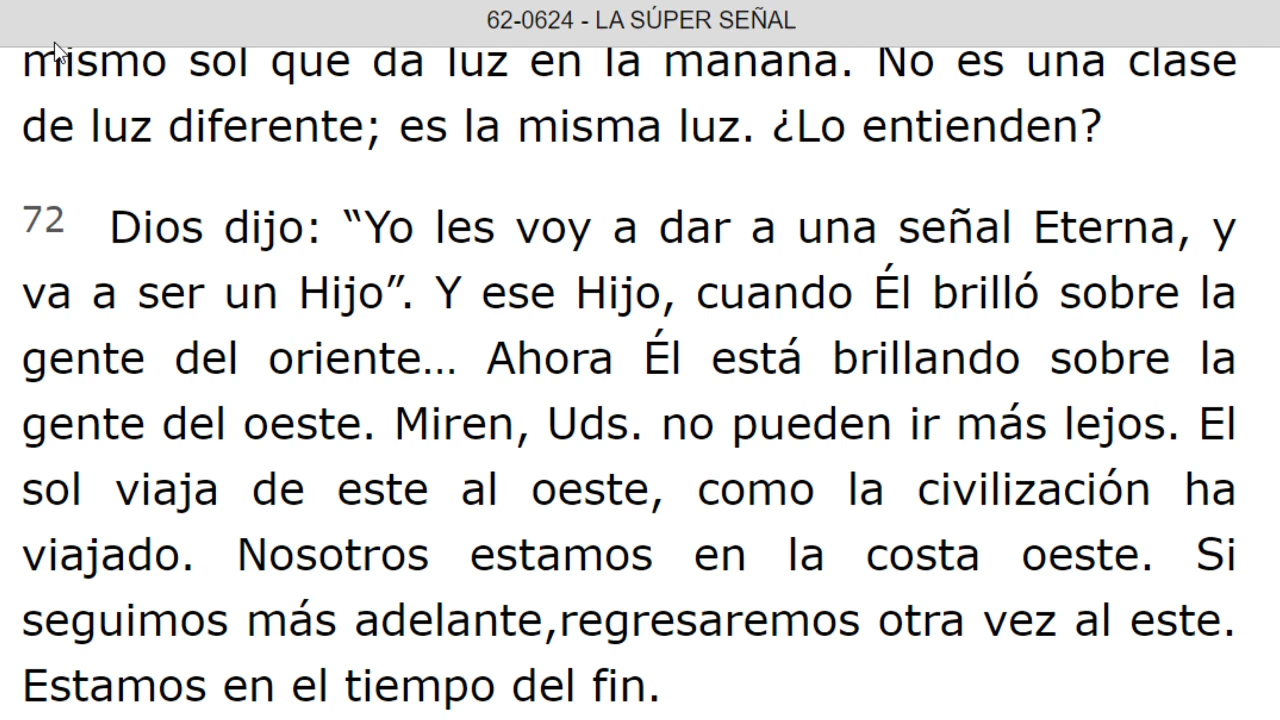 62-0624 - LA SÚPER SEÑAL
mismo sol que da luz en la mañana. No es una clase
de luz diferente; es la misma luz. ¿Lo entienden?
72 Dios dijo: “Yo les voy a dar a una señal Eterna, y
va a ser un Hijo”. Y ese Hijo, cuando Él brilló sobre la
gente del oriente… Ahora Él está brillando sobre la
gente del oeste. Miren, Uds. no pueden ir más lejos. El
sol viaja de este al oeste, como la civilización ha
viajado. Nosotros estamos en la costa oeste. Si
seguimos más adelante,regresaremos otra vez al este.
Estamos en el tiempo del fin.